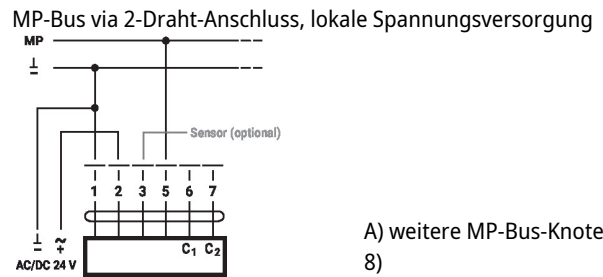 MP-Bus via 2-Draht-Anschluss, lokale Spannungsversorgung
MP
⊥
Sensor (optional)
1 2 3 5 6 7
⊥ ~
+
C1 C2
AC/DC 24 V
A) weitere MP-Bus-Knote
8)